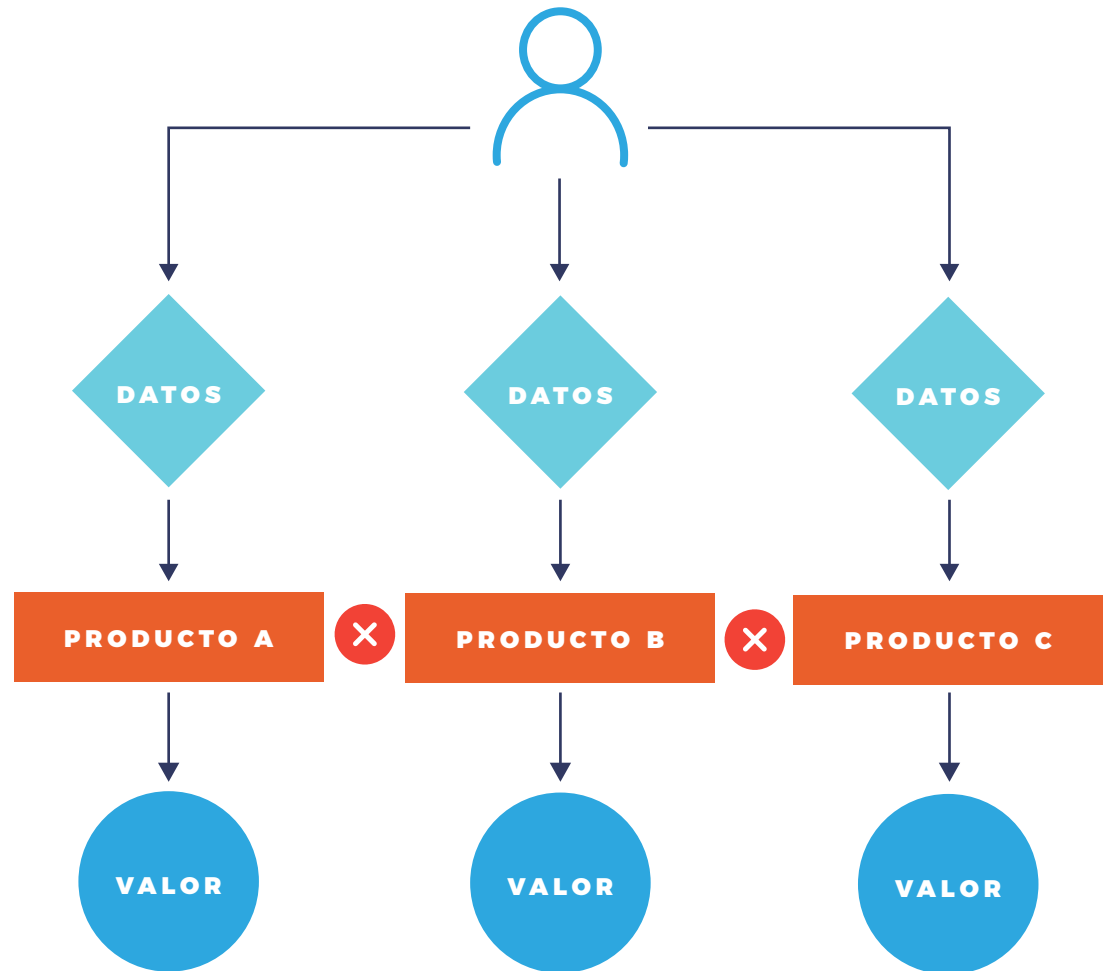 DATOS
DATOS
DATOS
PRODUCTO A
PRODUCTO B
PRODUCTO C
VALOR
VALOR
VALOR